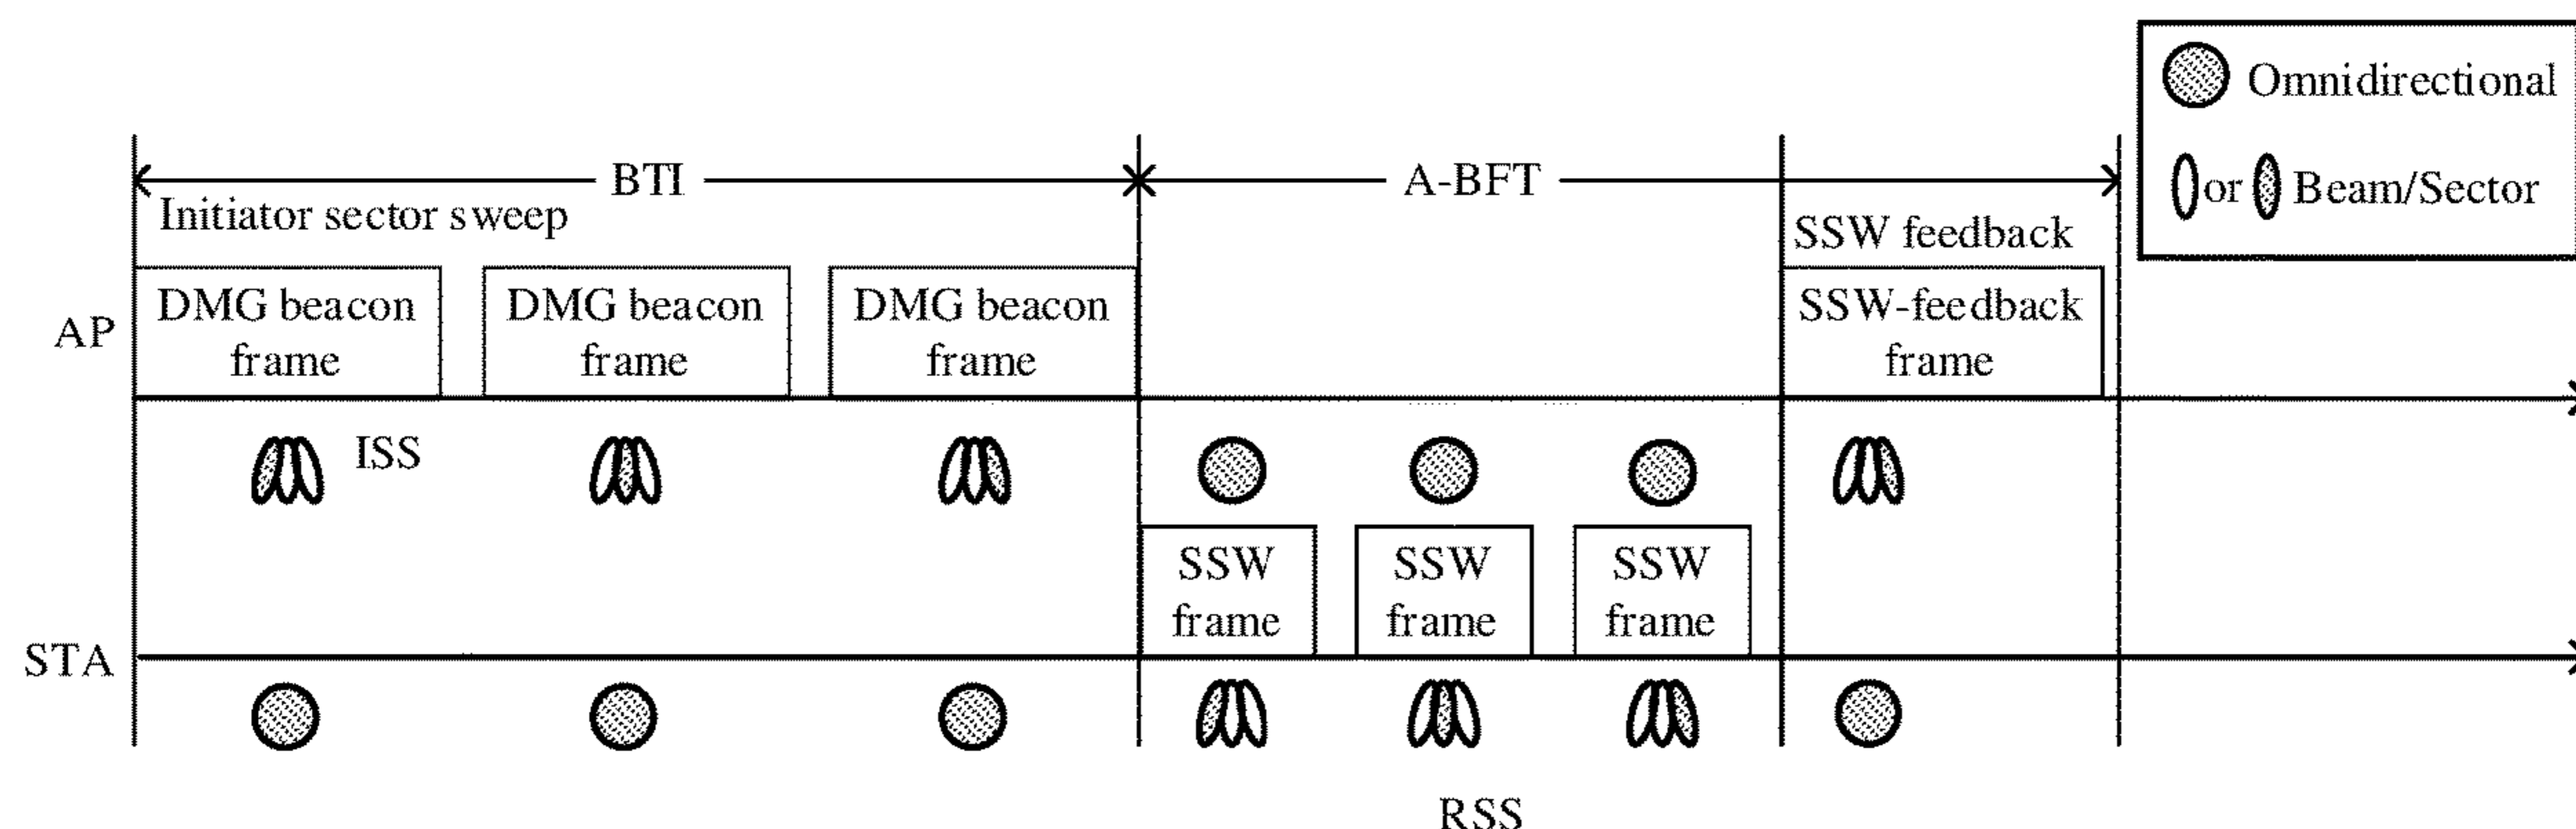 Omnidirectional
or Beam/Sector
BTI
A-BFT
Initiator sector sweep
SSW feedback
AP
DMG beacon
frame
DMG beacon
frame
DMG beacon
frame
SSW-feedback
frame
ISS
SSW
frame
SSW
frame
SSW
frame
STA
RSS